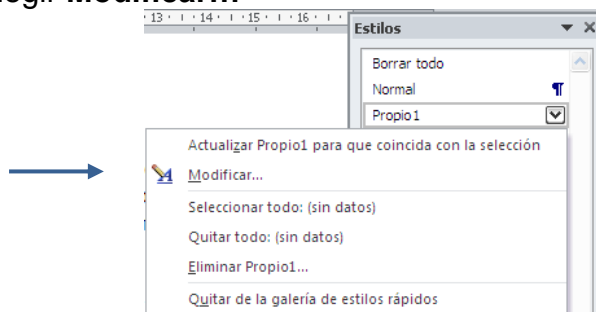 · 13 · ı · 14 · ı · 15 · ı · 16 · ı ·
Estilos
Borrar todo
Normal ¶
Propio1
Actualizar Propio1 para que coincida con la selección
Modificar...
Seleccionar todo: (sin datos)
Quitar todo: (sin datos)
Eliminar Propio1...
Quitar de la galería de estilos rápidos